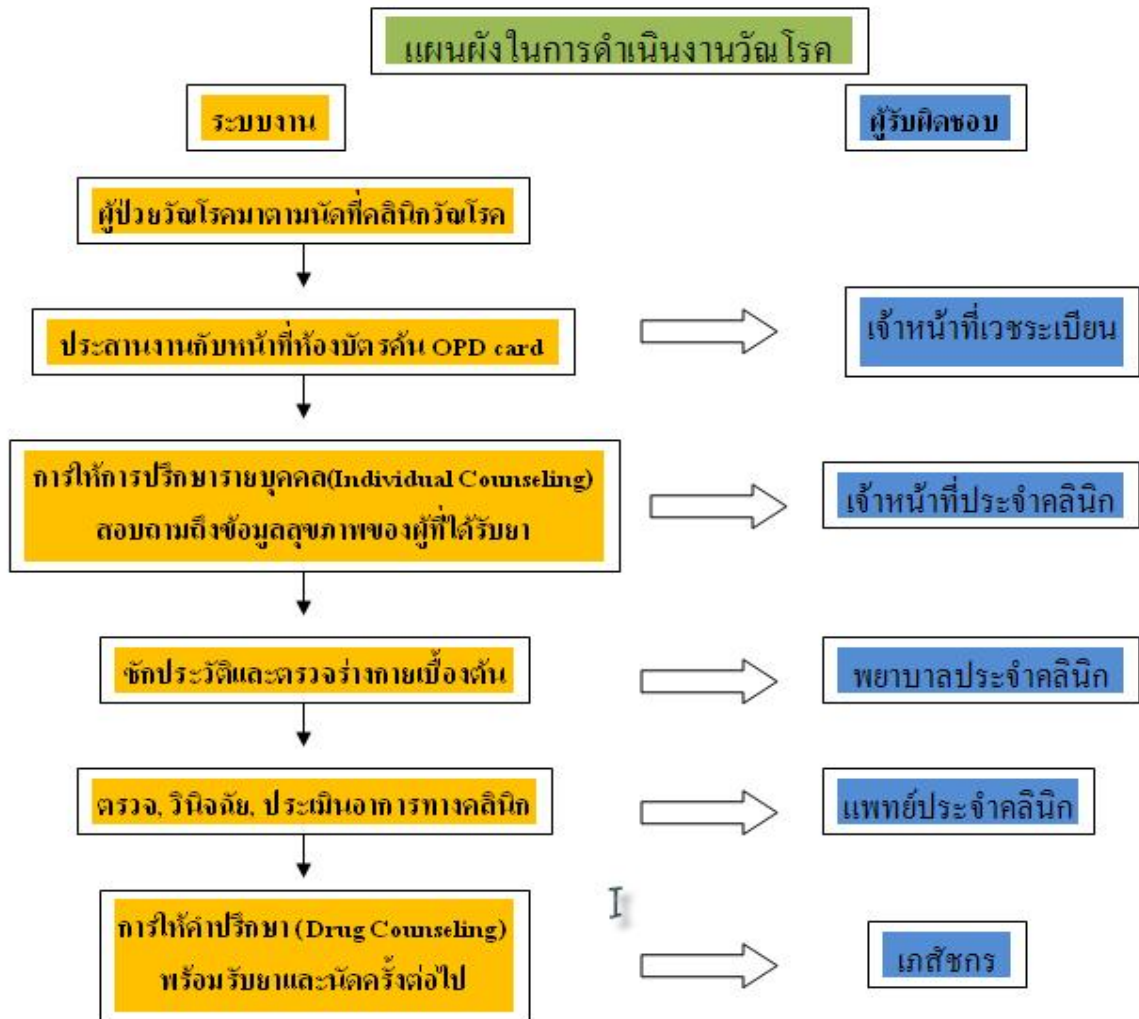 แผนผังในการดำเนินงานวัณโรค
ระบบงาน
ผู้รับผิดชอบ
ผู้ป่วยวัณโรคมาตามนัดที่คลินิกวัณโรค
ประสานงานกับหน้าที่ห้องบัตรค้น OPD card
เจ้าหน้าที่เวชระเบียน
การให้การปรึกษารายบุคคล(Individual Counseling)
สอบถามถึงข้อมูลสุขภาพของผู้ที่ได้รับยา
เจ้าหน้าที่ประจำคลินิก
ซักประวัติและตรวจร่างกายเบื้องต้น
พยาบาลประจำคลินิก
ตรวจ, วินิจฉัย, ประเมินอาการทางคลินิก
แพทย์ประจำคลินิก
การให้คำปรึกษา (Drug Counseling)
พร้อมรับยาและนัดครั้งต่อไป
เภสัชกร